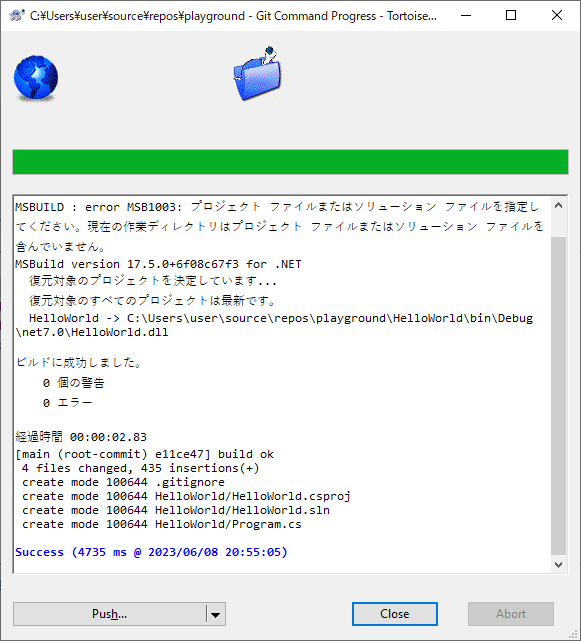 C:¥Users¥user¥source¥repos¥playground - Git Command Progress - Tortoise...
MSBUILD : error MSB1003: プロジェクト ファイルまたはソリューション ファイルを指定し
てください。現在の作業ディレクトリはプロジェクト ファイルまたはソリューション ファイルを
含んでいません。
MSBuild version 17.5.0+6f08c67f3 for .NET
復元対象のプロジェクトを決定しています...
復元対象のすべてのプロジェクトは最新です。
HelloWorld -> C:\Users\user\source\repos\playground\HelloWorld\bin\Debug
\net7.0\HelloWorld.dll
ビルドに成功しました。
0 個の警告
0 エラー
経過時間 00:00:02.83
[main (root-commit) e11ce47] build ok
4 files changed, 435 insertions(+)
create mode 100644 .gitignore
create mode 100644 HelloWorld/HelloWorld.csproj
create mode 100644 HelloWorld/HelloWorld.sln
create mode 100644 HelloWorld/Program.cs
Success (4735 ms @ 2023/06/08 20:55:05)
Push... Close Abort